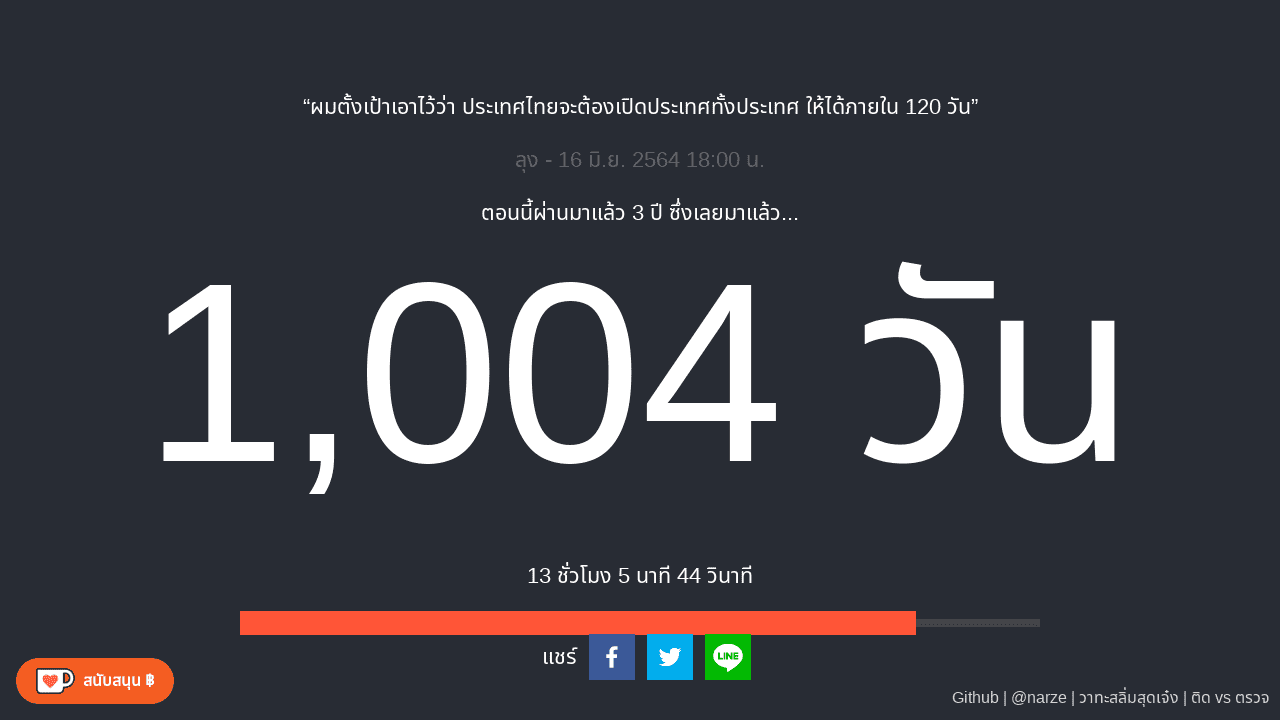 “ผมตั้งเป้าเอาไว้ว่า ประเทศไทยจะต้องเปิดประเทศทั้งประเทศ ให้ได้ภายใน 120 วัน”
ลุง - 16 มิ.ย. 2564 18:00 น.
ตอนนี้ผ่านมาแล้ว 3 ปี ซึ่งเลยมาแล้ว...
1,004 วัน
13 ชั่วโมง 5 นาที 44 วินาที
แชร์
LINE
สนับสนุน ฿
Github | @narze | วาทะสลิ่มสุดเจ๋ง | ติด vs ตรวจ